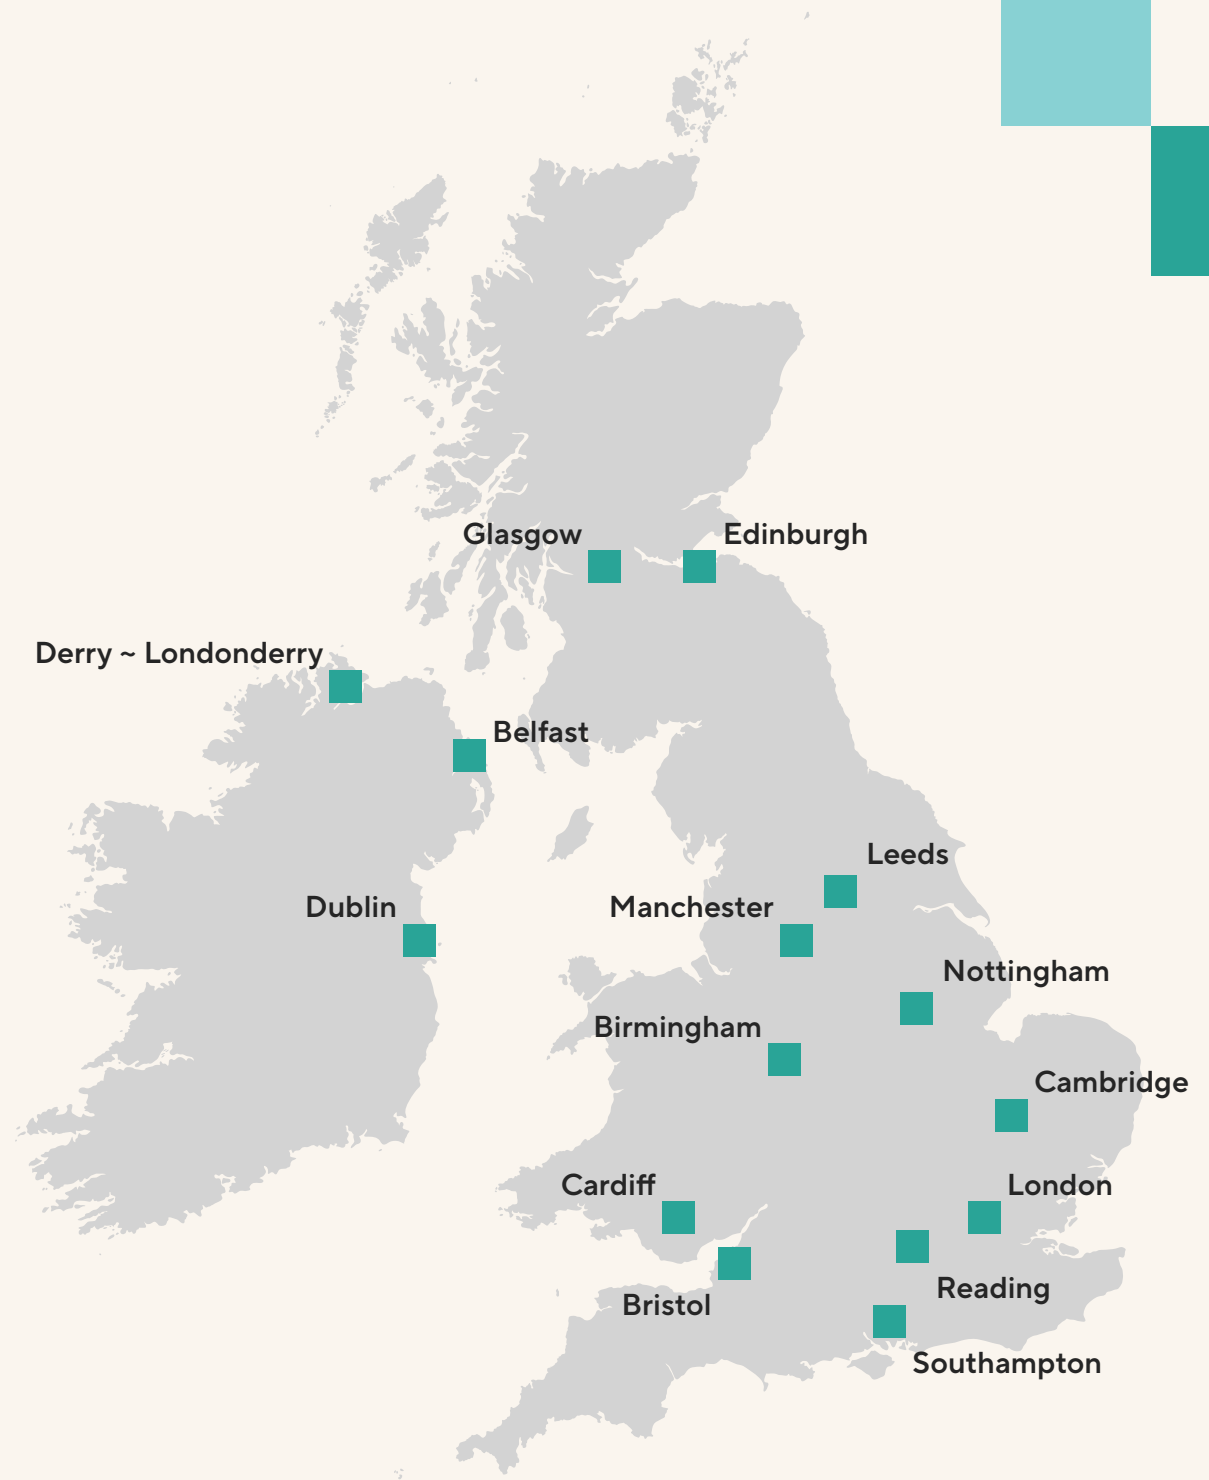 Glasgow
Edinburgh
Derry ~ Londonderry
Belfast
Leeds
Dublin
Manchester
Nottingham
Birmingham
Cambridge
Cardiff
London
Reading
Bristol
Southampton